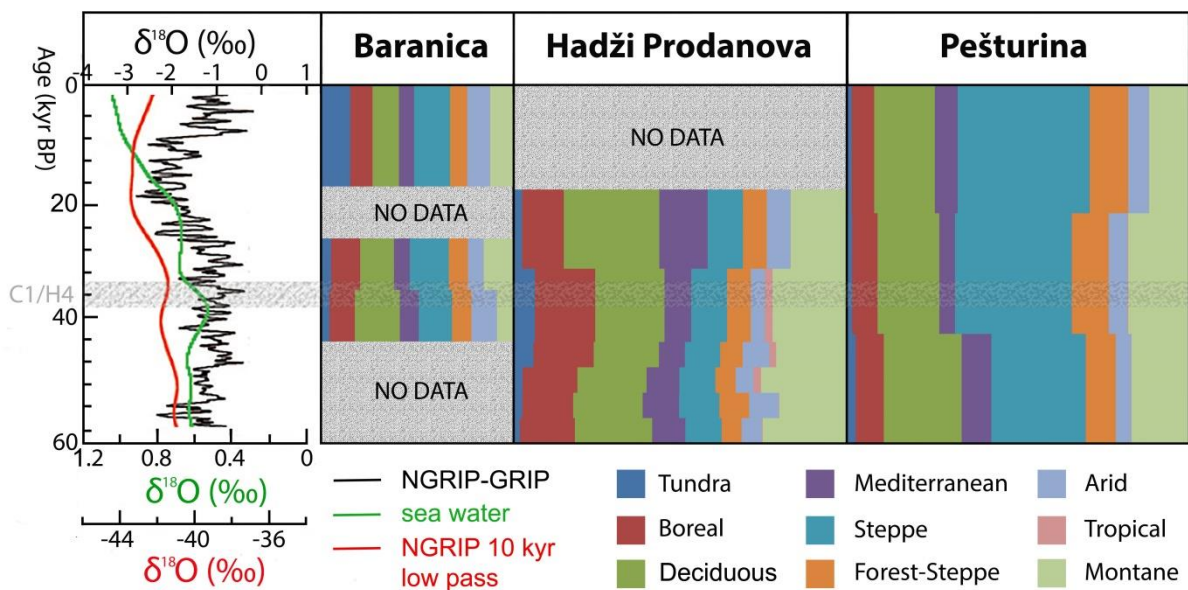 δ¹⁸O (‰)
-4 -3 -2 -1 0 1
Baranica
Hadži Prodanova
Pešturina
Age (kyr BP)
0
NO DATA
20
NO DATA
C1/H4
40
NO DATA
60
1.2 0.8 0.4 0
δ¹⁸O (‰)
-44 -40 -36
δ¹⁸O (‰)
NGRIP-GRIP
sea water
NGRIP 10 kyr
low pass
Tundra
Boreal
Deciduous
Mediterranean
Steppe
Forest-Steppe
Arid
Tropical
Montane